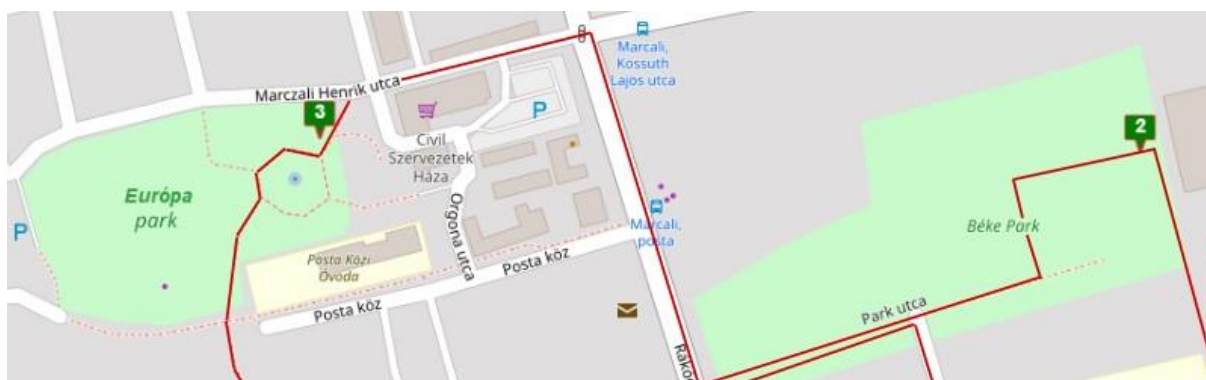 Marczali Henrik utca
3
Civil
Szervezetek
Háza
P
Marcali,
Kossuth
Lajos utca
2
Európa
park
P
Orgona utca
Marcali,
posta
Béke Park
Posta Közi
Óvoda
Posta köz
Posta köz
Park utca